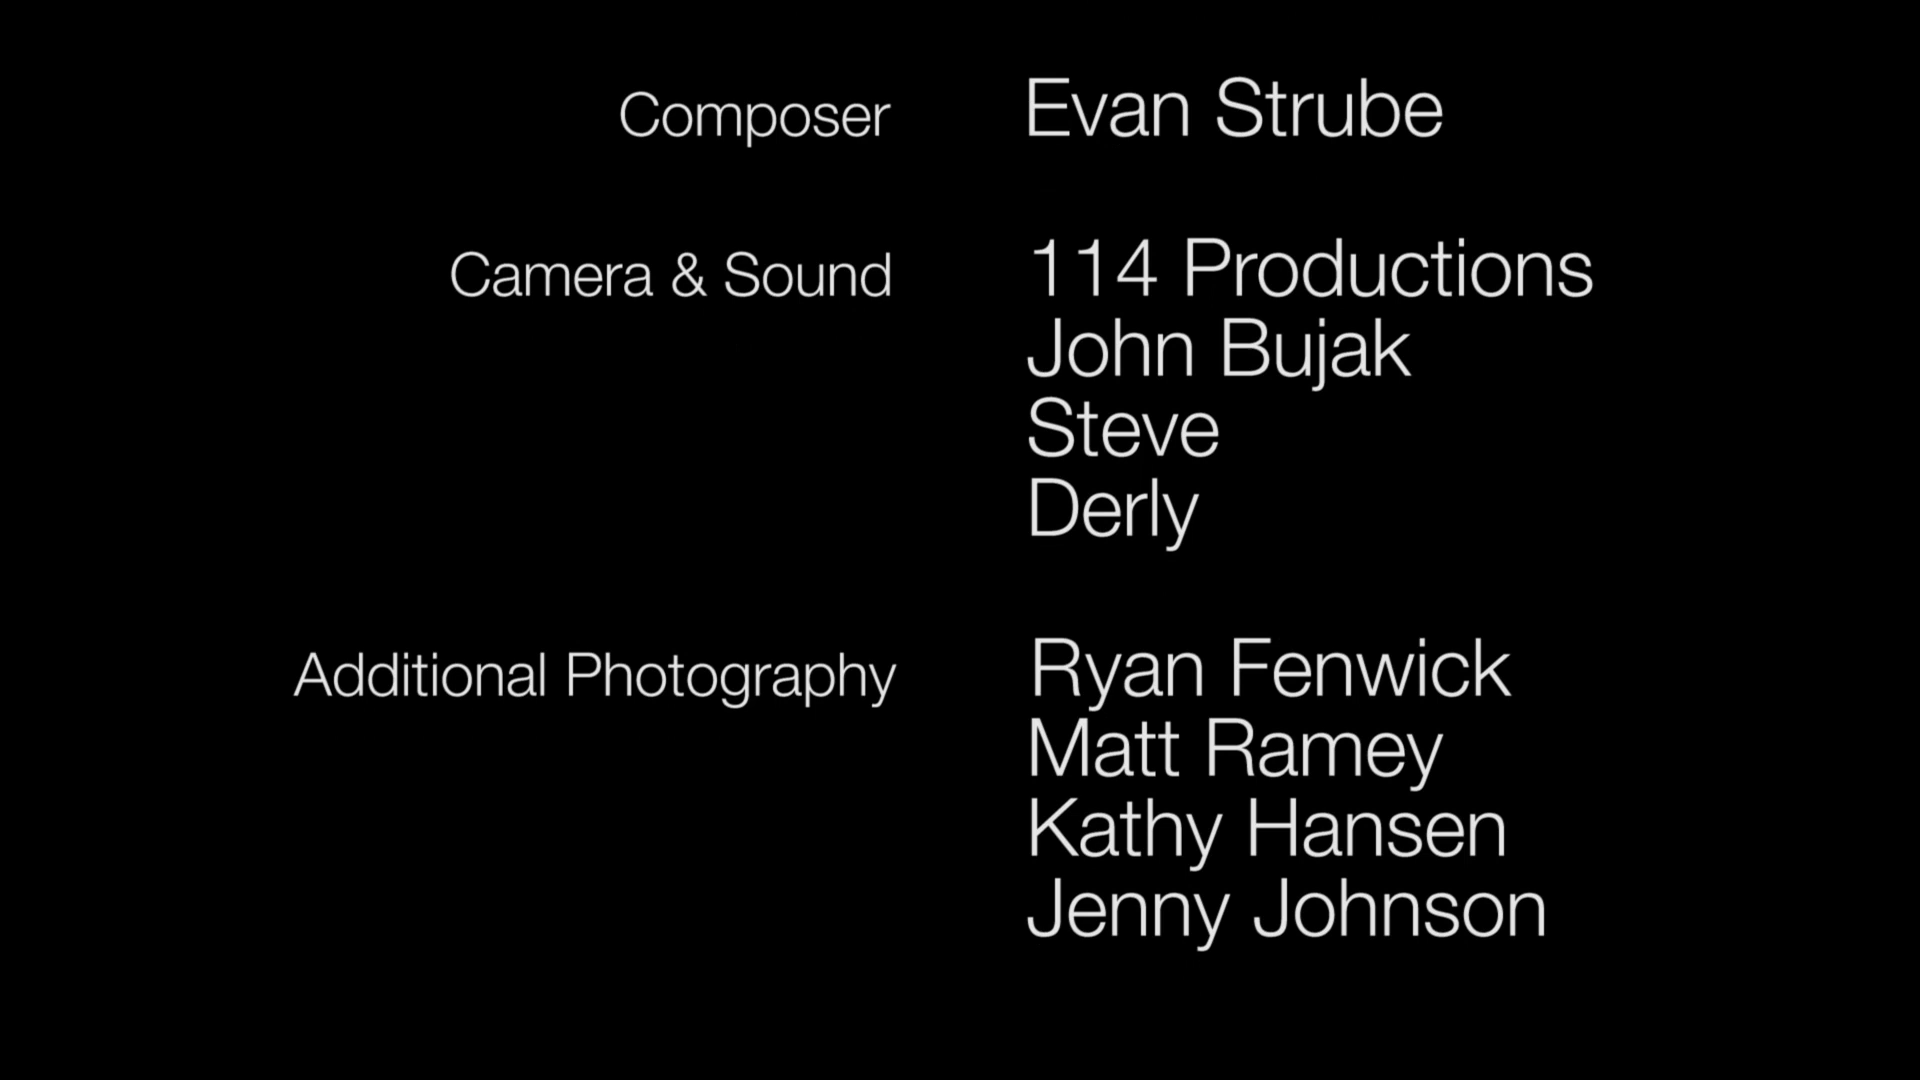 Composer Evan Strube
Camera & Sound 114 Productions
John Bujak
Steve
Derly
Additional Photography Ryan Fenwick
Matt Ramey
Kathy Hansen
Jenny Johnson